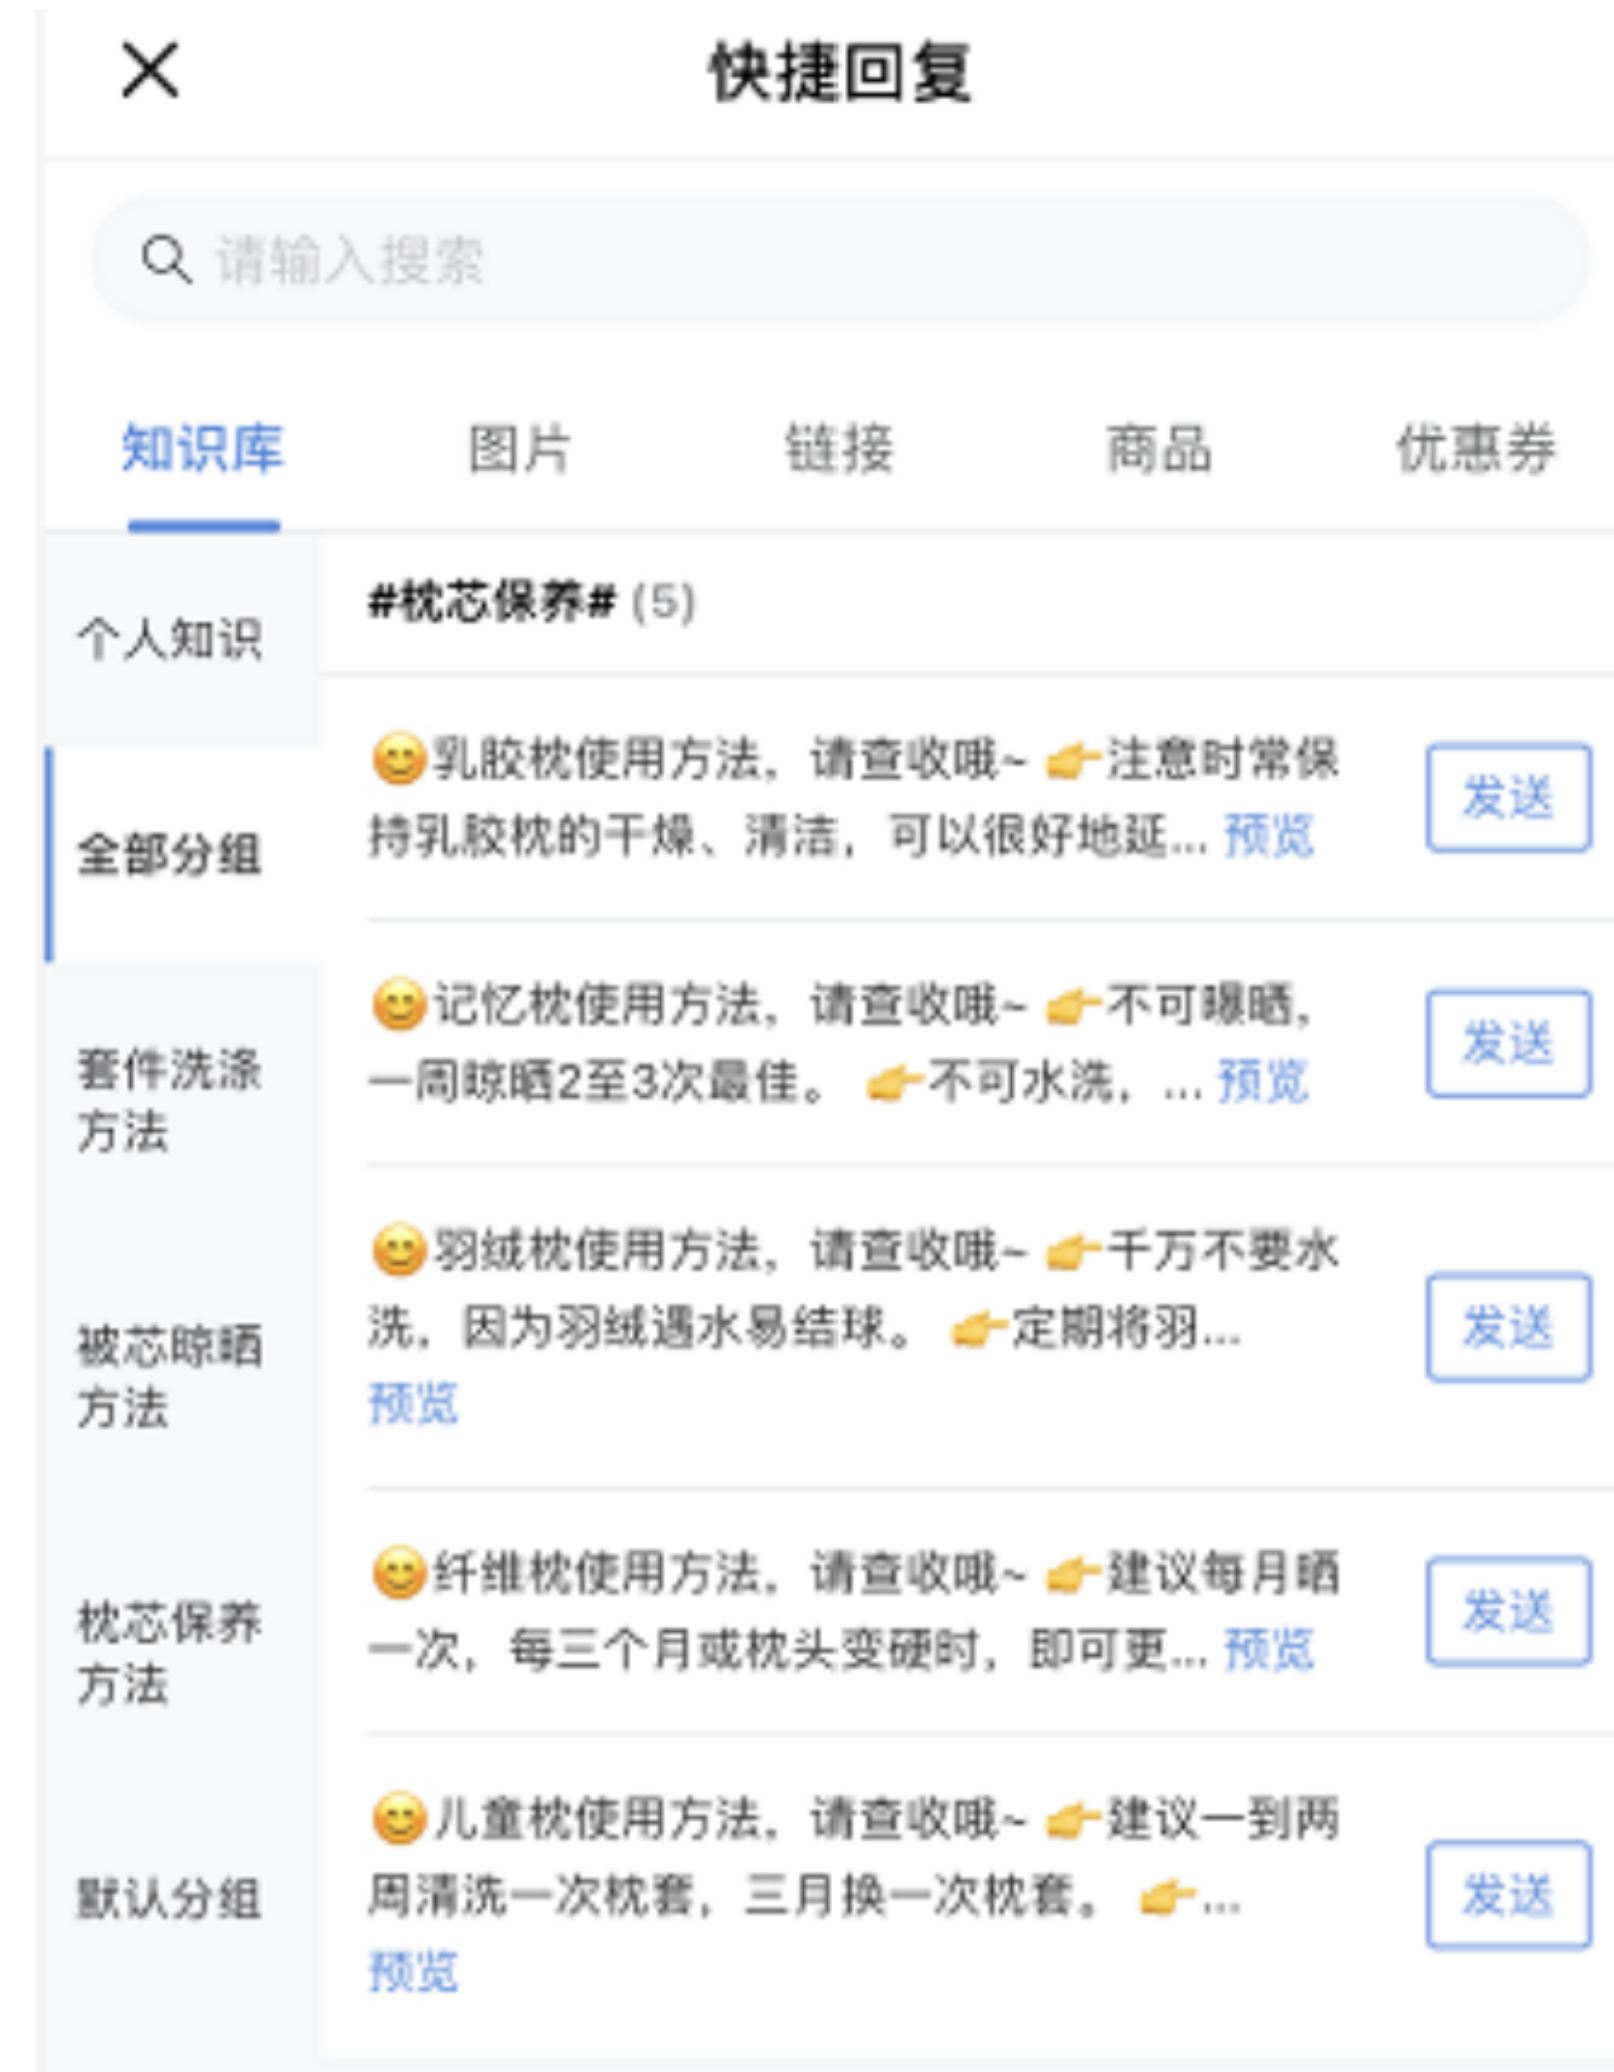 快捷回复
请输入搜索
知识库 图片 链接 商品 优惠券
个人知识
全部分组
套件洗涤
方法
被芯晾晒
方法
枕芯保养
方法
默认分组
#枕芯保养# (5)
😊乳胶枕使用方法，请查收哦~ 👉注意时常保
持乳胶枕的干燥、清洁，可以很好地延... 预览
发送
😊记忆枕使用方法，请查收哦~ 👉不可曝晒，
一周晾晒2至3次最佳。 👉不可水洗，... 预览
发送
😊羽绒枕使用方法，请查收哦~ 👉千万不要水
洗，因为羽绒遇水易结球。 👉定期将羽...
预览
发送
😊纤维枕使用方法，请查收哦~ 👉建议每月晒
一次，每三个月或枕头变硬时，即可更... 预览
发送
😊儿童枕使用方法，请查收哦~ 👉建议一到两
周清洗一次枕套，三月换一次枕套。 👉...
预览
发送